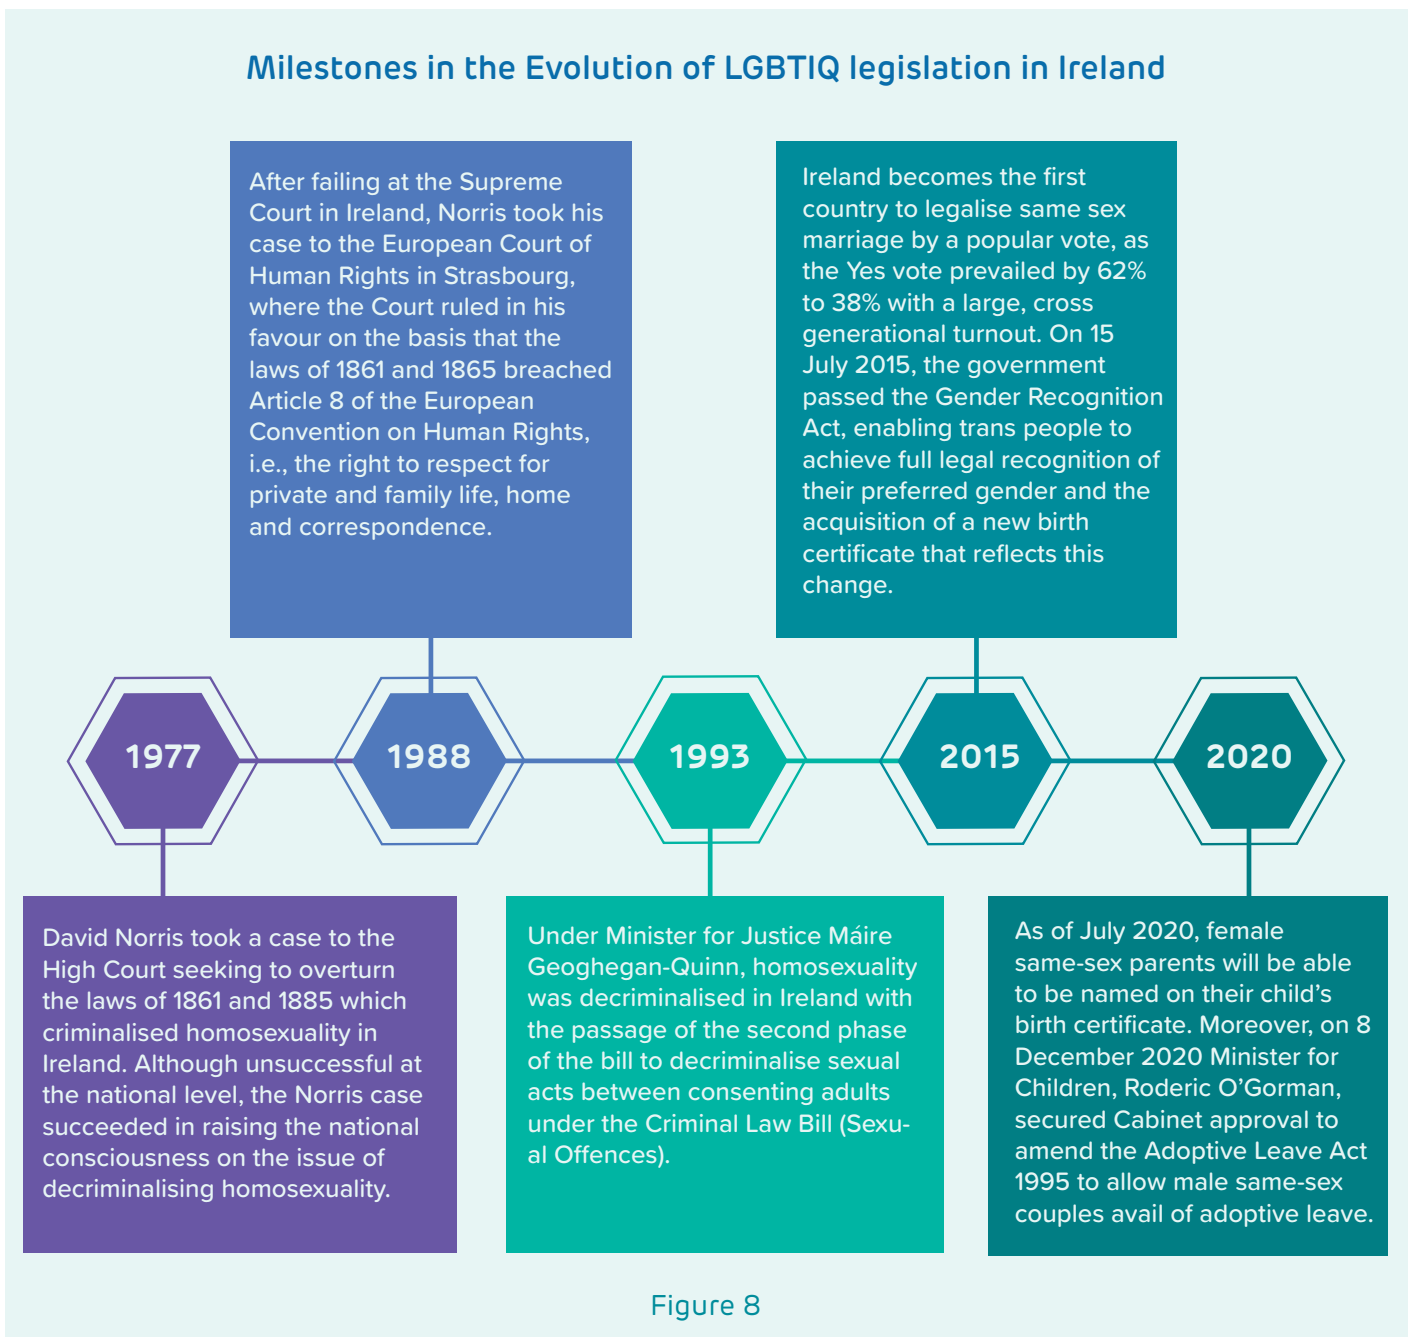 Milestones in the Evolution of LGBTIQ legislation in Ireland
After failing at the Supreme
Court in Ireland, Norris took his
case to the European Court of
Human Rights in Strasbourg,
where the Court ruled in his
favour on the basis that the
laws of 1861 and 1865 breached
Article 8 of the European
Convention on Human Rights,
i.e., the right to respect for
private and family life, home
and correspondence.
Ireland becomes the first
country to legalise same sex
marriage by a popular vote, as
the Yes vote prevailed by 62%
to 38% with a large, cross
generational turnout. On 15
July 2015, the government
passed the Gender Recognition
Act, enabling trans people to
achieve full legal recognition of
their preferred gender and the
acquisition of a new birth
certificate that reflects this
change.
1977
1988
1993
2015
2020
David Norris took a case to the
High Court seeking to overturn
the laws of 1861 and 1885 which
criminalised homosexuality in
Ireland. Although unsuccessful at
the national level, the Norris case
succeeded in raising the national
consciousness on the issue of
decriminalising homosexuality.
Under Minister for Justice Máire
Geoghegan-Quinn, homosexuality
was decriminalised in Ireland with
the passage of the second phase
of the bill to decriminalise sexual
acts between consenting adults
under the Criminal Law Bill (Sexu-
al Offences).
As of July 2020, female
same-sex parents will be able
to be named on their child’s
birth certificate. Moreover, on 8
December 2020 Minister for
Children, Roderic O’Gorman,
secured Cabinet approval to
amend the Adoptive Leave Act
1995 to allow male same-sex
couples avail of adoptive leave.
Figure 8